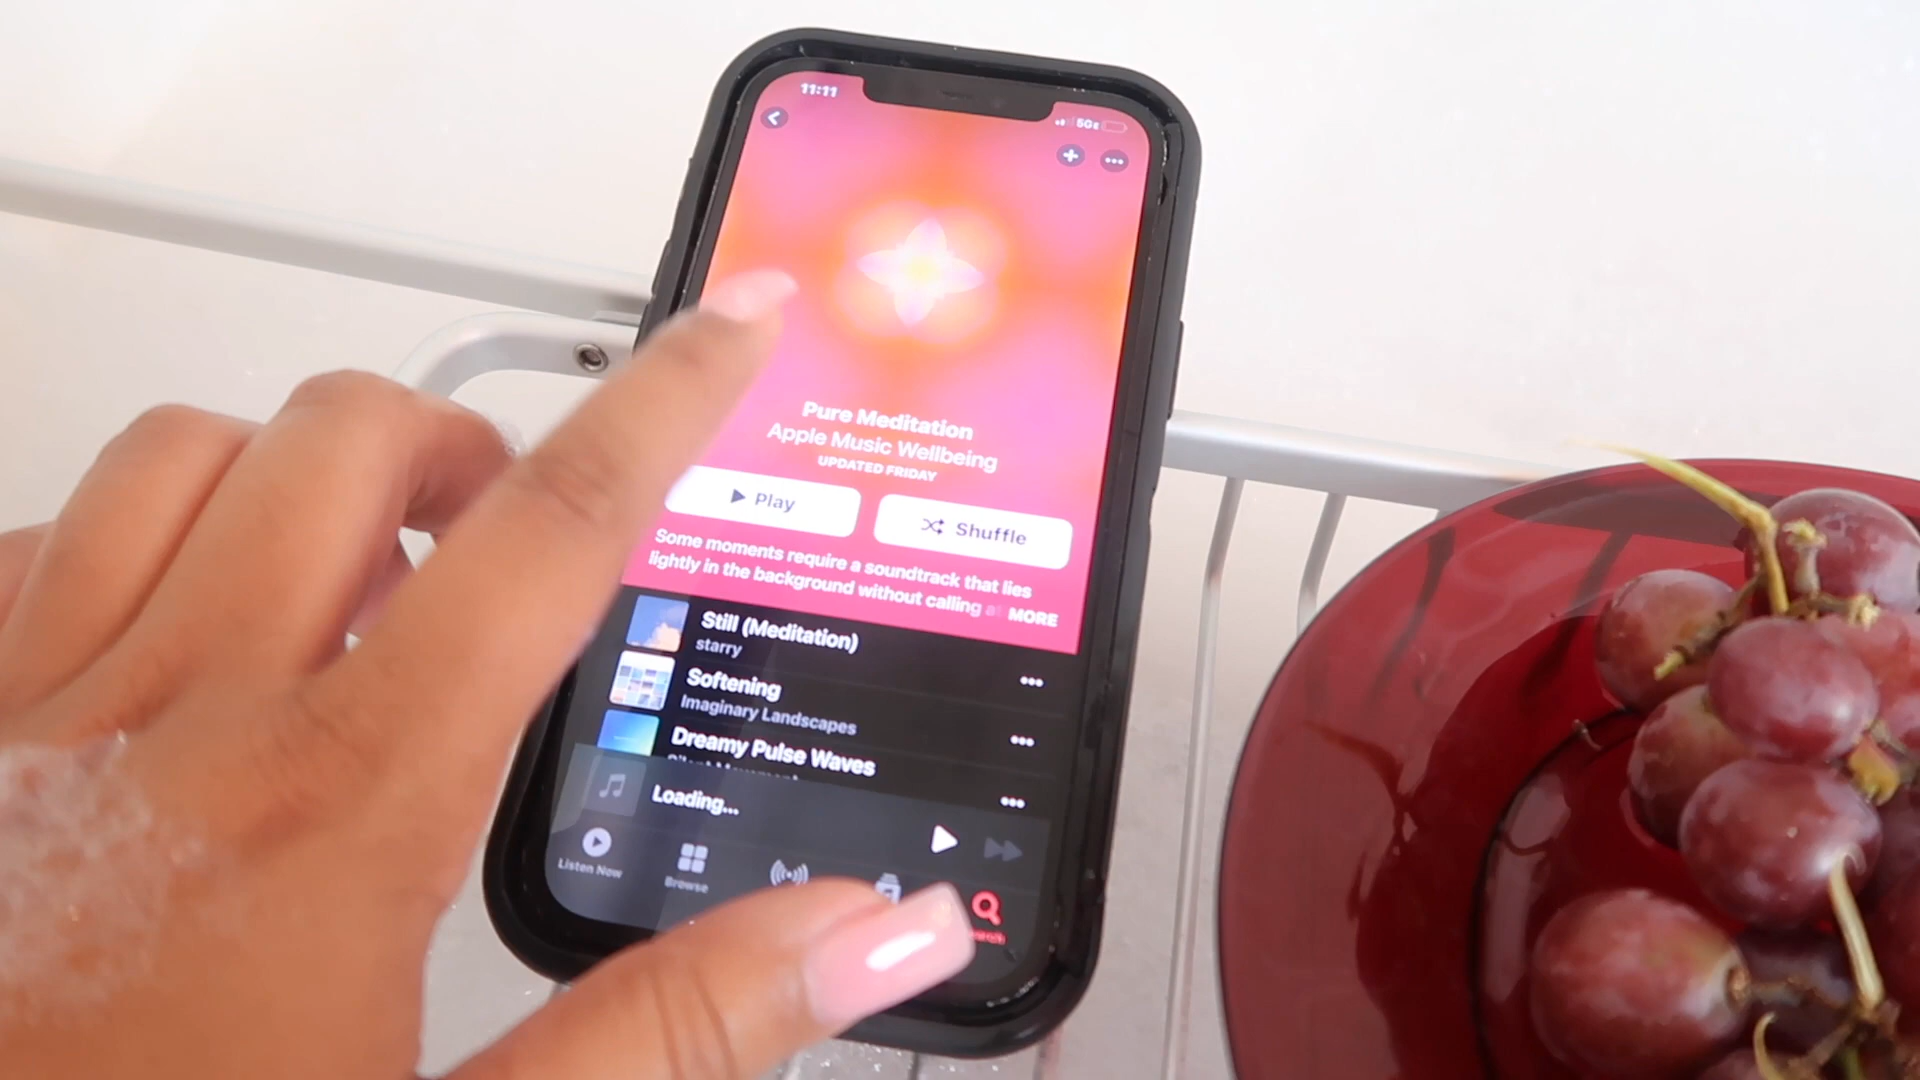 11:11
5G
Pure Meditation
Apple Music Wellbeing
UPDATED FRIDAY
Play
Shuffle
Some moments require a soundtrack that lies
lightly in the background without calling
MORE
Still (Meditation)
starry
Softening
Imaginary Landscapes
Dreamy Pulse Waves
Loading...
Listen Now
Browse